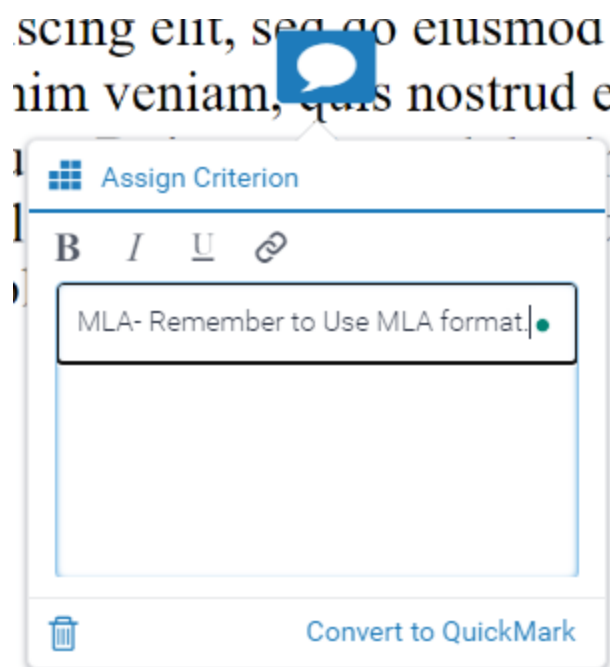 scing elit, sed do eiusmod
nim veniam, quis nostrud e
Assign Criterion
B I U
MLA- Remember to Use MLA format.
Convert to QuickMark